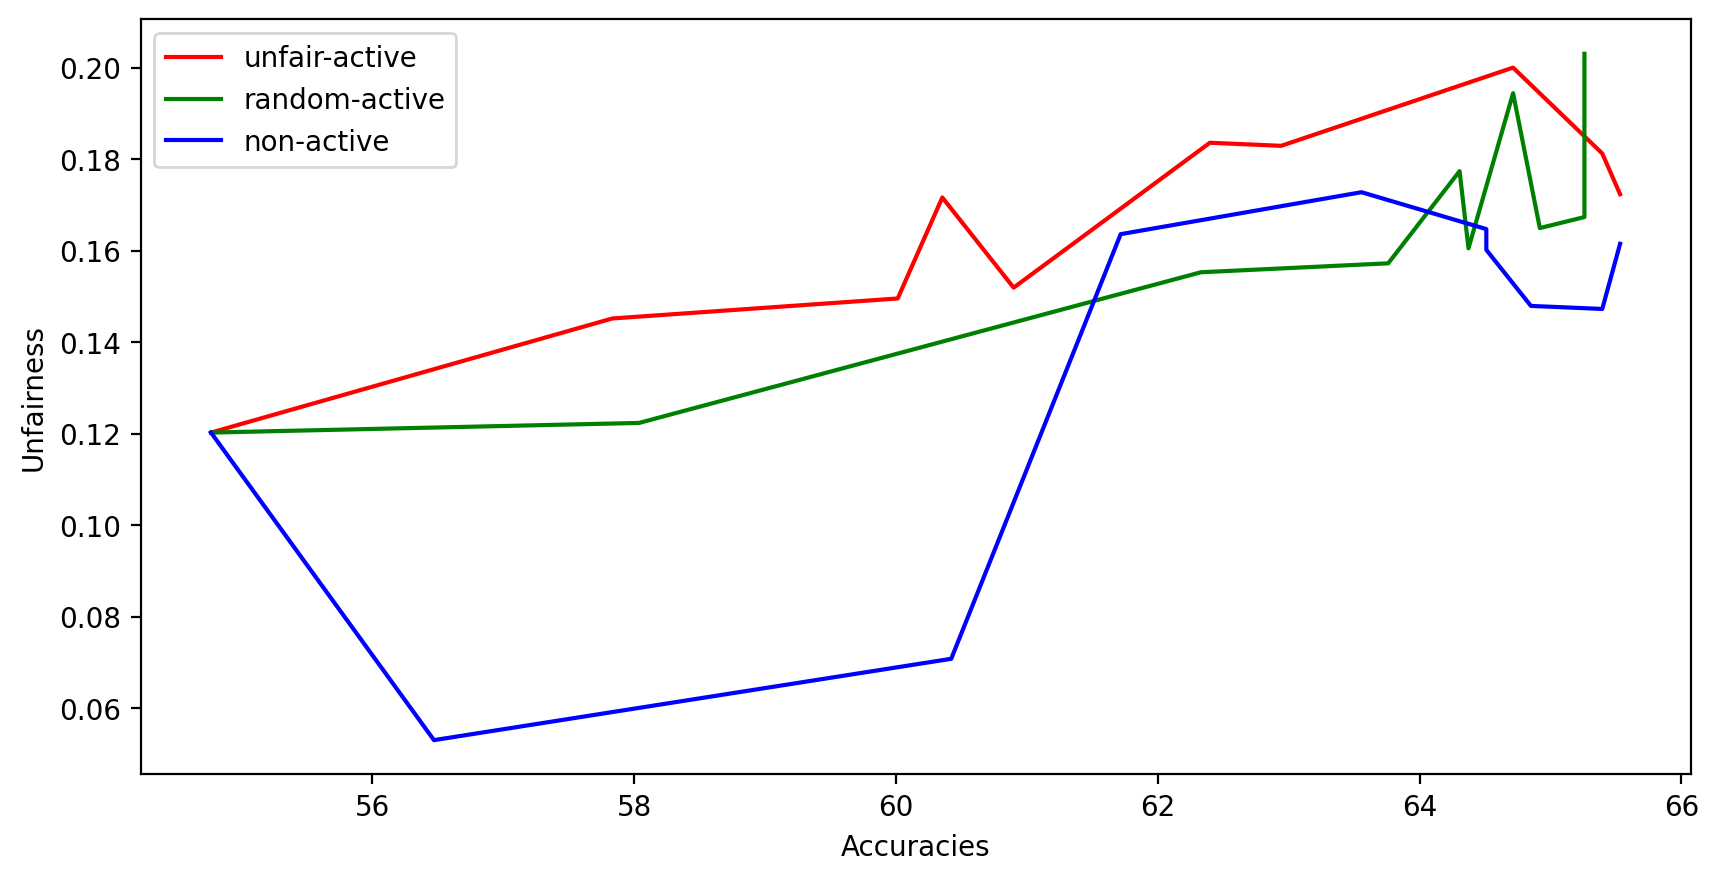 unfair-active
random-active
non-active
0.20
0.18
0.16
0.14
0.12
0.10
0.08
0.06
Unfairness
56 58 60 62 64 66
Accuracies